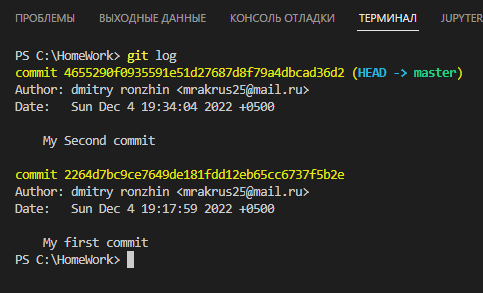 ПРОБЛЕМЫ ВЫХОДНЫЕ ДАННЫЕ КОНСОЛЬ ОТЛАДКИ ТЕРМИНАЛ JUPYTER
PS C:\HomeWork> git log
commit 4655290f0935591e51d27687d8f79a4dbcad36d2 (HEAD -> master)
Author: dmitry ronzhin <mrakrus25@mail.ru>
Date:   Sun Dec 4 19:34:04 2022 +0500
    My Second commit
commit 2264d7bc9ce7649de181fdd12eb65cc6737f5b2e
Author: dmitry ronzhin <mrakrus25@mail.ru>
Date:   Sun Dec 4 19:17:59 2022 +0500
    My first commit
PS C:\HomeWork>